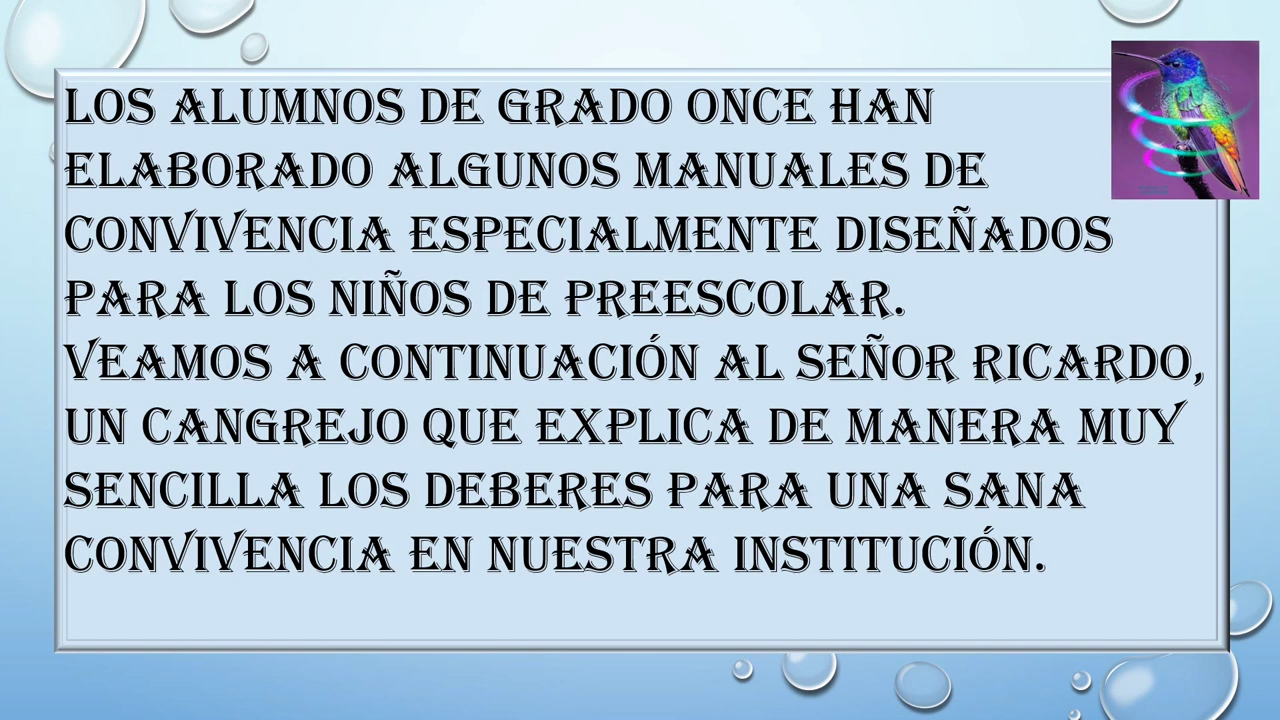 LOS ALUMNOS DE GRADO ONCE HAN
ELABORADO ALGUNOS MANUALES DE
CONVIVENCIA ESPECIALMENTE DISEÑADOS
PARA LOS NIÑOS DE PREESCOLAR.
VEAMOS A CONTINUACIÓN AL SEÑOR RICARDO,
UN CANGREJO QUE EXPLICA DE MANERA MUY
SENCILLA LOS DEBERES PARA UNA SANA
CONVIVENCIA EN NUESTRA INSTITUCIÓN.